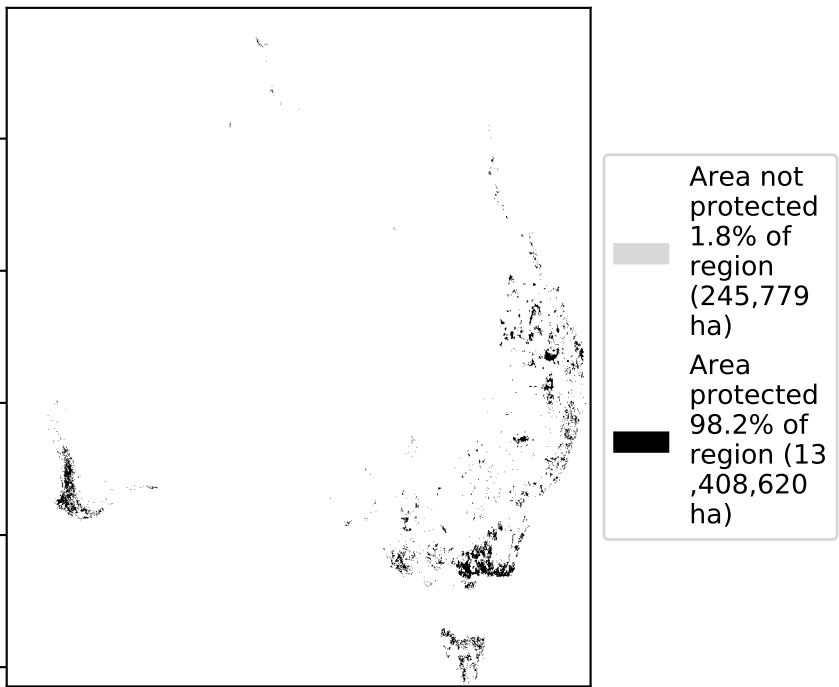 Area not
protected
1.8% of
region
(245,779
ha)
Area
protected
98.2% of
region (13
,408,620
ha)